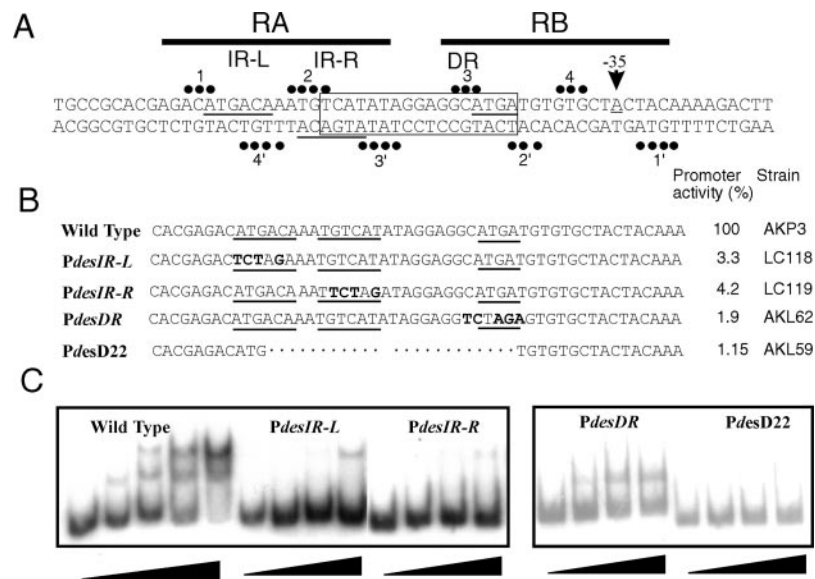 A
RA RB
IR-L IR-R DR -35
1 2 3 4
TGCCGCACGAGACATGACAAATGTCATATAGGAGGCATGATGTGTGCTACTACAAAAGACTT
ACGGCGTGCTCTGTACTGTTTACAGTATATCCTCCGTACTACACACGATGATGTTTTCTGAA
4' 3' 2' 1'
Promoter Strain
activity (%)
B
Wild Type CACGAGACATGACAAATGTCATATAGGAGGCATGATGTGTGCTACTACAAA 100 AKP3
PdesIR-L CACGAGACTCTAGAAATGTCATATAGGAGGCATGATGTGTGCTACTACAAA 3.3 LC118
PdesIR-R CACGAGACATGACAAATTCTAGATAGGAGGCATGATGTGTGCTACTACAAA 4.2 LC119
PdesDR CACGAGACATGACAAATGTCATATAGGAGGTCTAGAGTGTGCTACTACAAA 1.9 AKL62
PdesD22 CACGAGACATG······················TGTGTGCTACTACAAA 1.15 AKL59
C
Wild Type PdesIR-L PdesIR-R PdesDR PdesD22